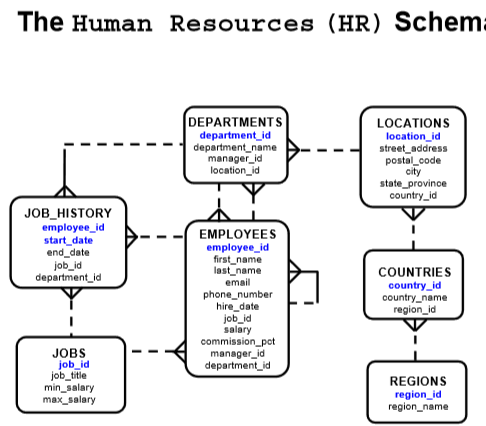 The Human Resources (HR) Schema
DEPARTMENTS
department_id
department_name
manager_id
location_id
LOCATIONS
location_id
street_address
postal_code
city
state_province
country_id
JOB_HISTORY
employee_id
start_date
end_date
job_id
department_id
EMPLOYEES
employee_id
first_name
last_name
email
phone_number
hire_date
job_id
salary
commission_pct
manager_id
department_id
COUNTRIES
country_id
country_name
region_id
JOBS
job_id
job_title
min_salary
max_salary
REGIONS
region_id
region_name